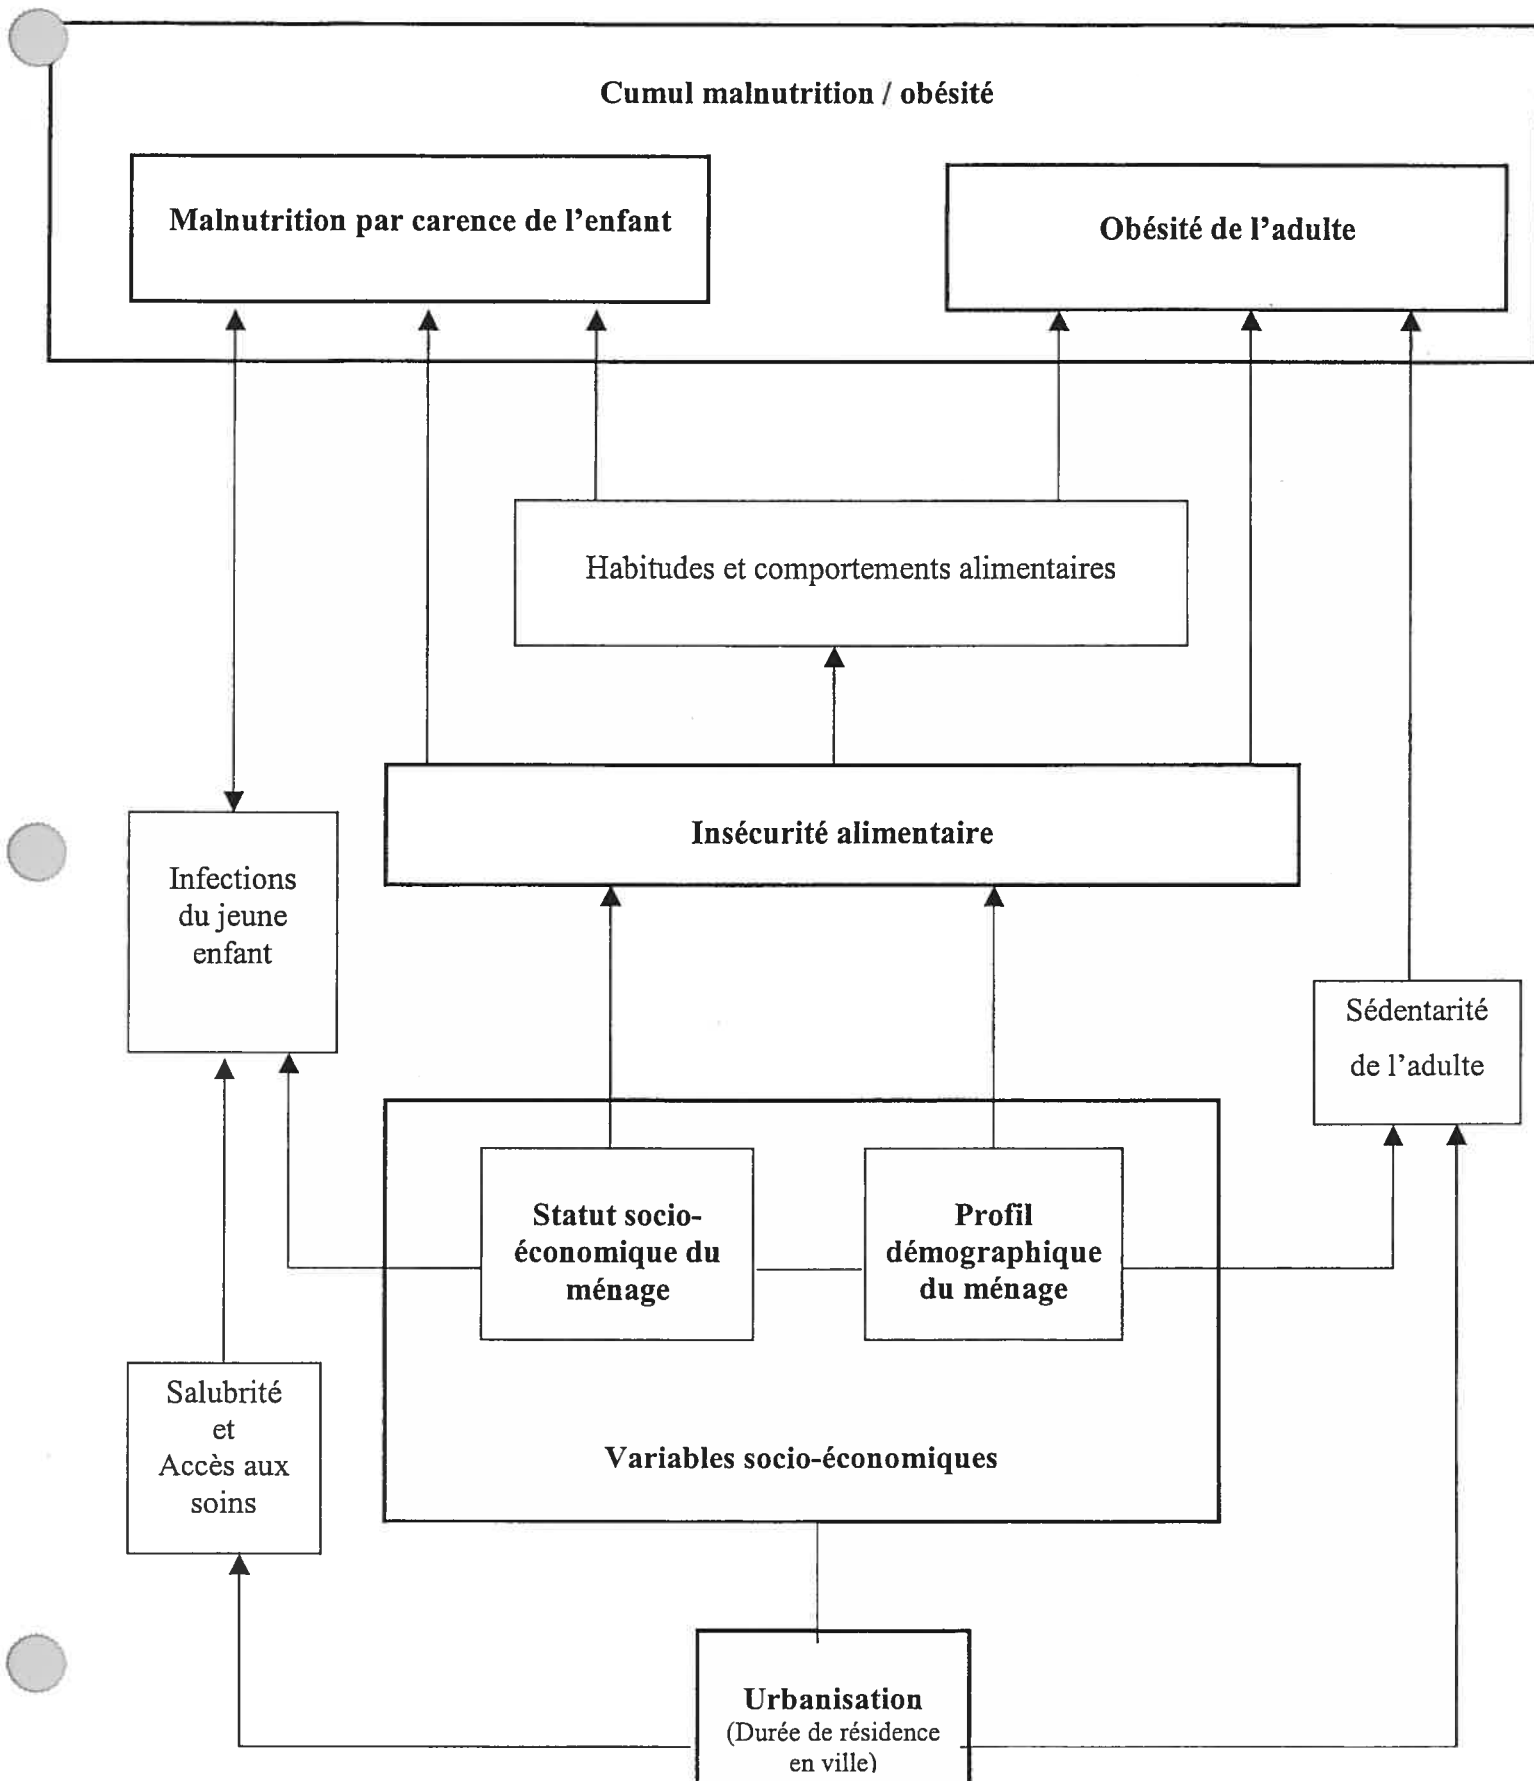 Cumul malnutrition / obésité
Malnutrition par carence de l'enfant
Obésité de l'adulte
Habitudes et comportements alimentaires
Insécurité alimentaire
Infections
du jeune
enfant
Sédentarité
de l'adulte
Statut socio-
économique du
ménage
Profil
démographique
du ménage
Salubrité
et
Accès aux
soins
Variables socio-économiques
Urbanisation
(Durée de résidence
en ville)